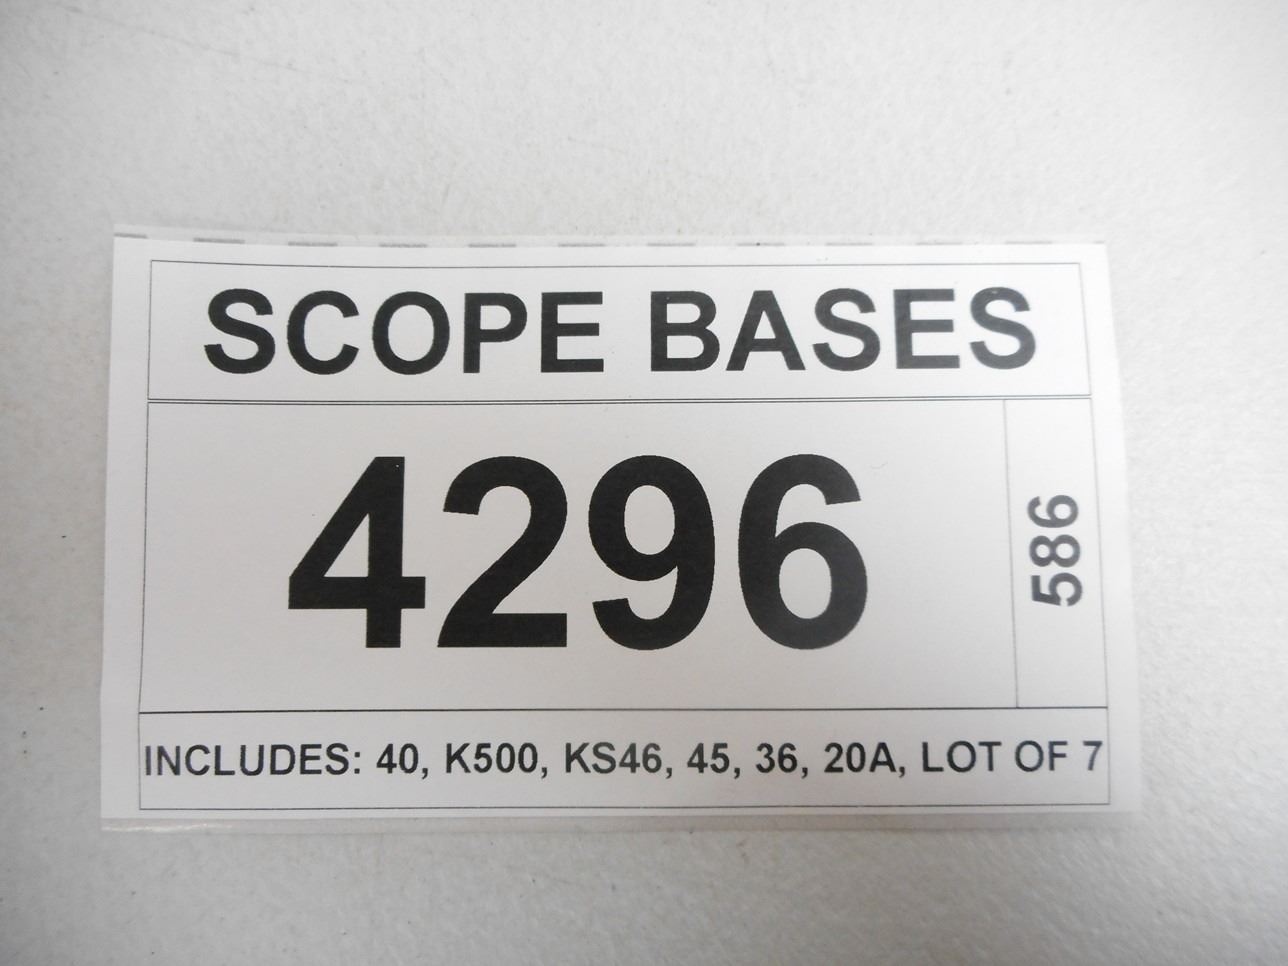 SCOPE BASES
4296
586
INCLUDES: 40, K500, KS46, 45, 36, 20A, LOT OF 7